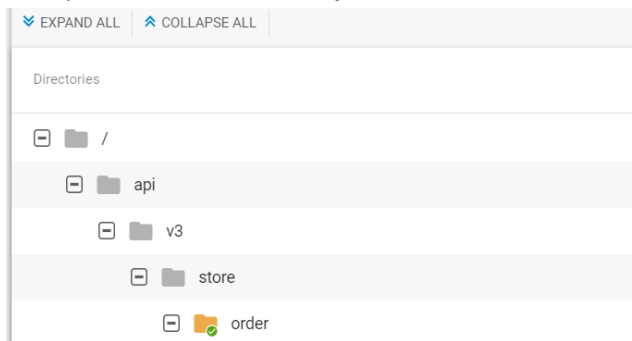 EXPAND ALL COLLAPSE ALL
Directories
/
api
v3
store
order